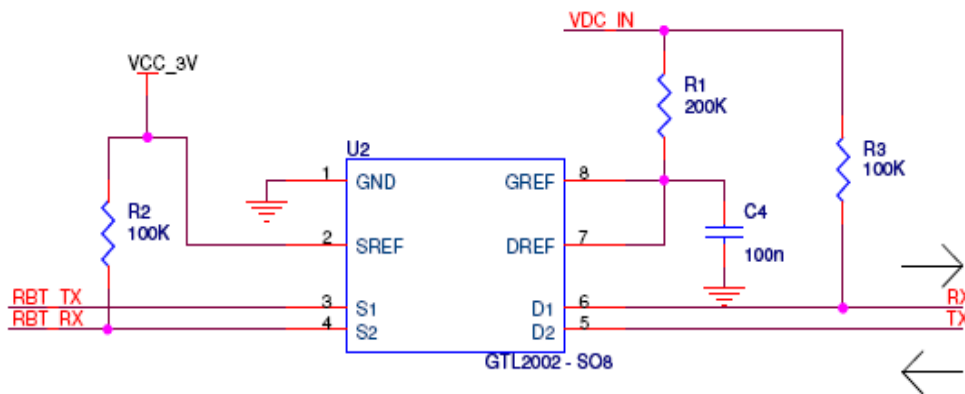 VDC_IN
VCC_3V
R1
200K
U2
R3
100K
1
GND
GREF
8
R2
100K
C4
100n
2
SREF
DREF
7
RBT_TX
3
S1
D1
6
RX
RBT_RX
4
S2
D2
5
TX
GTL2002 - SO8